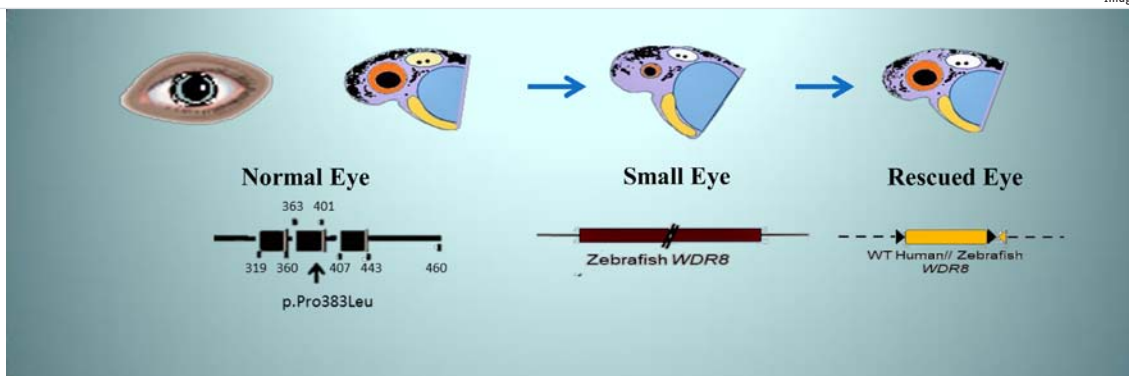 Normal Eye
Small Eye
Rescued Eye
363 401
319 360 407 443 460
p.Pro383Leu
Zebrafish WDR8
WT Human// Zebrafish
WDR8